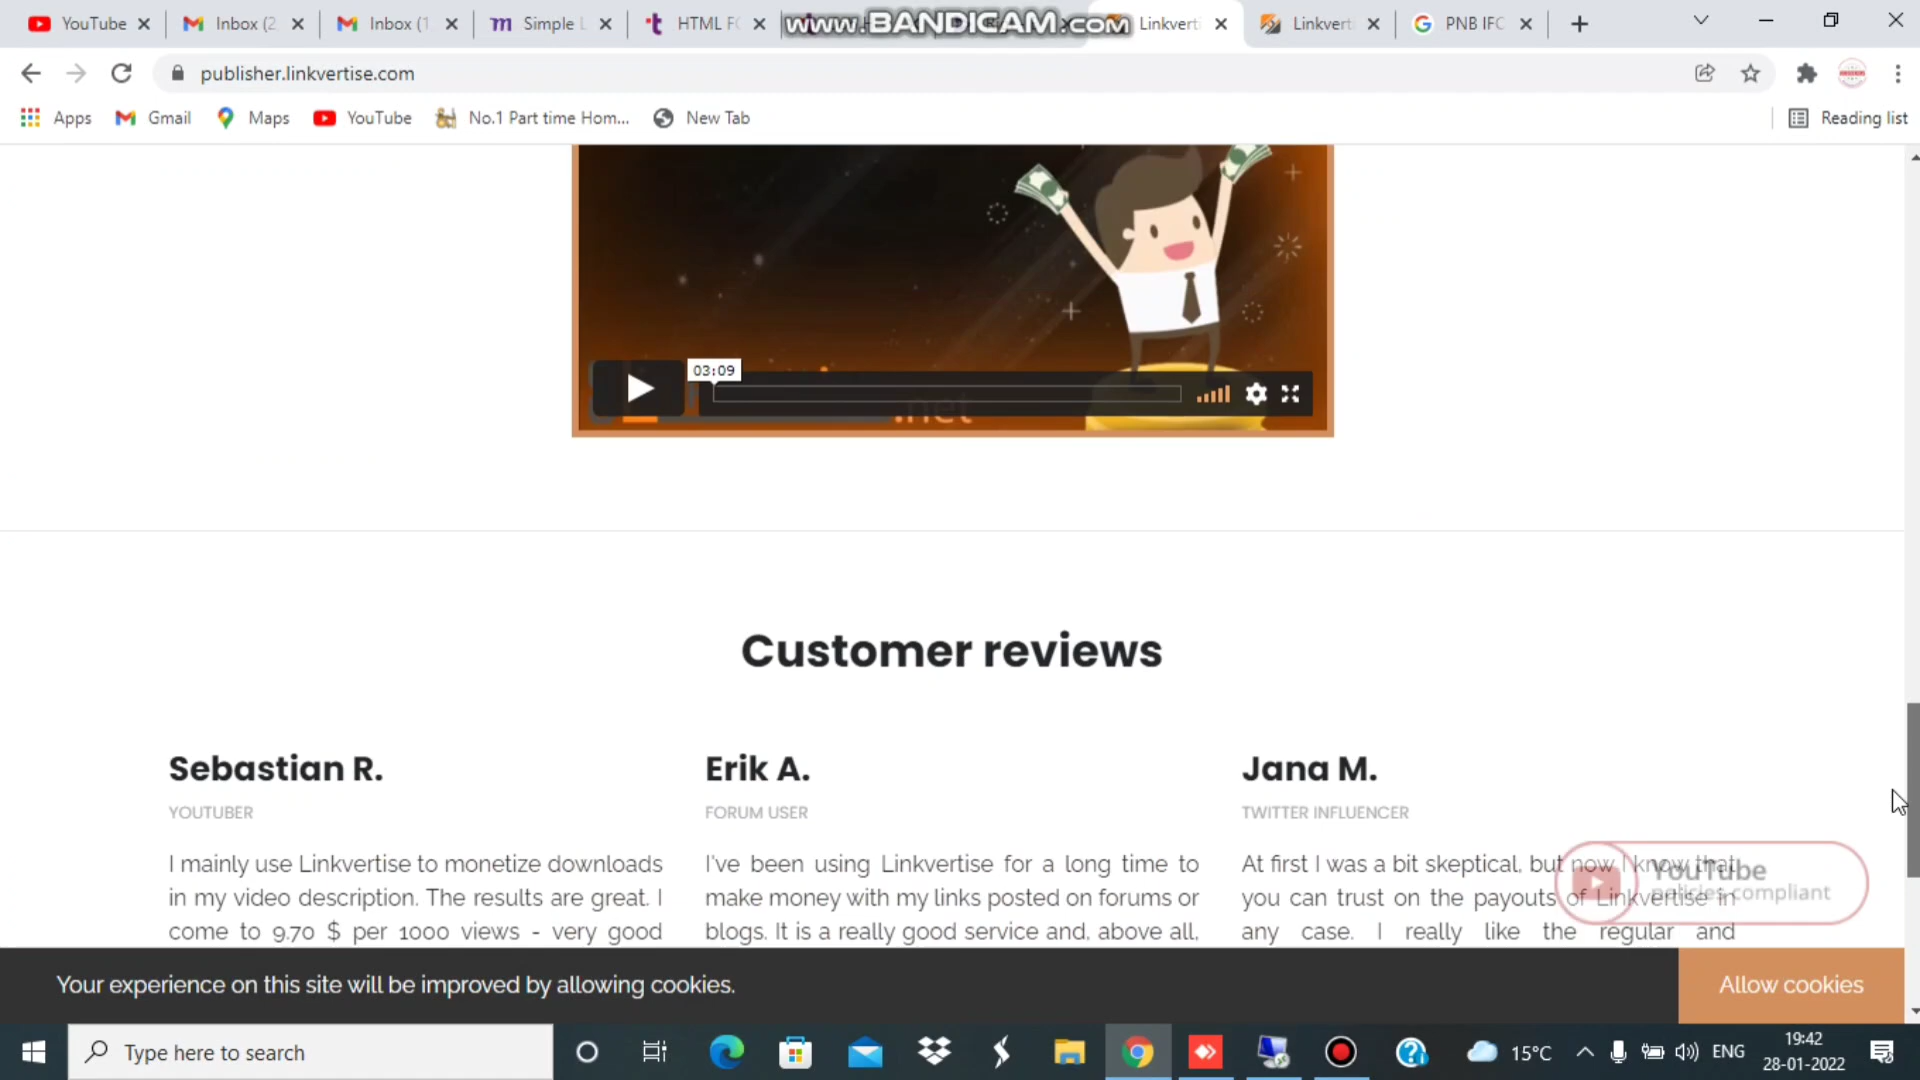 YouTube
Inbox (2
Inbox (1
Simple L
HTML FO
www.BANDICAM.com
Linkverti
Linkverti
PNB IFC
publisher.linkvertise.com
Apps
Gmail
Maps
YouTube
No.1 Part time Hom...
New Tab
Reading list
03:09
.net
Customer reviews
Sebastian R.
YOUTUBER
I mainly use Linkvertise to monetize downloads
in my video description. The results are great. I
come to 9.70 $ per 1000 views - very good
Erik A.
FORUM USER
I've been using Linkvertise for a long time to
make money with my links posted on forums or
blogs. It is a really good service and, above all,
Jana M.
TWITTER INFLUENCER
At first I was a bit skeptical, but now I know that
you can trust on the payouts of Linkvertise in
any case. I really like the regular and
YouTube
policies compliant
Your experience on this site will be improved by allowing cookies.
Allow cookies
Type here to search
15°C
ENG
19:42
28-01-2022